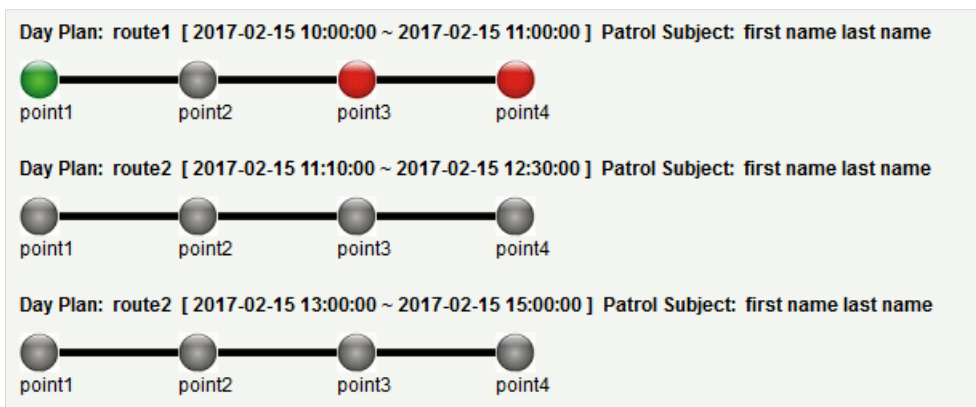 Day Plan: route1 [ 2017-02-15 10:00:00 ~ 2017-02-15 11:00:00 ] Patrol Subject: first name last name
point1 point2 point3 point4
Day Plan: route2 [ 2017-02-15 11:10:00 ~ 2017-02-15 12:30:00 ] Patrol Subject: first name last name
point1 point2 point3 point4
Day Plan: route2 [ 2017-02-15 13:00:00 ~ 2017-02-15 15:00:00 ] Patrol Subject: first name last name
point1 point2 point3 point4